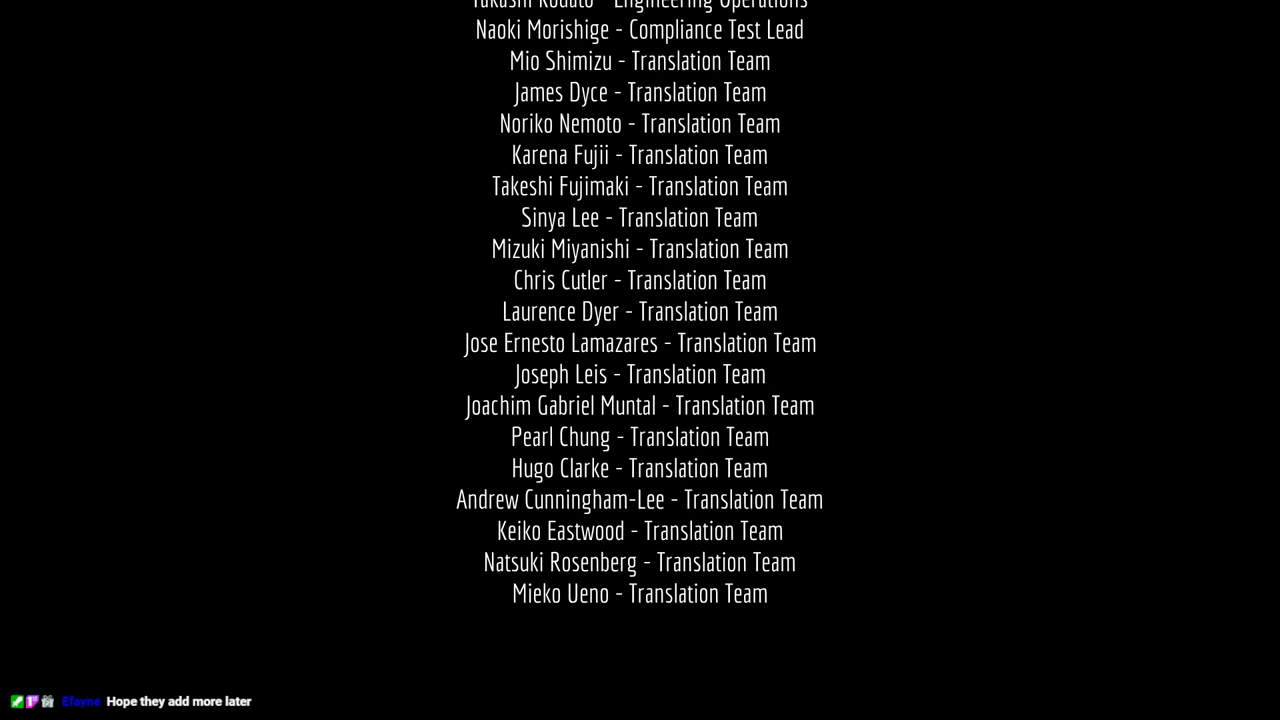 Takashi Kodato - Engineering Operations
Naoki Morishige - Compliance Test Lead
Mio Shimizu - Translation Team
James Dyce - Translation Team
Noriko Nemoto - Translation Team
Karena Fujii - Translation Team
Takeshi Fujimaki - Translation Team
Sinya Lee - Translation Team
Mizuki Miyanishi - Translation Team
Chris Cutler - Translation Team
Laurence Dyer - Translation Team
Jose Ernesto Lamazares - Translation Team
Joseph Leis - Translation Team
Joachim Gabriel Muntal - Translation Team
Pearl Chung - Translation Team
Hugo Clarke - Translation Team
Andrew Cunningham-Lee - Translation Team
Keiko Eastwood - Translation Team
Natsuki Rosenberg - Translation Team
Mieko Ueno - Translation Team
Efayne Hope they add more later